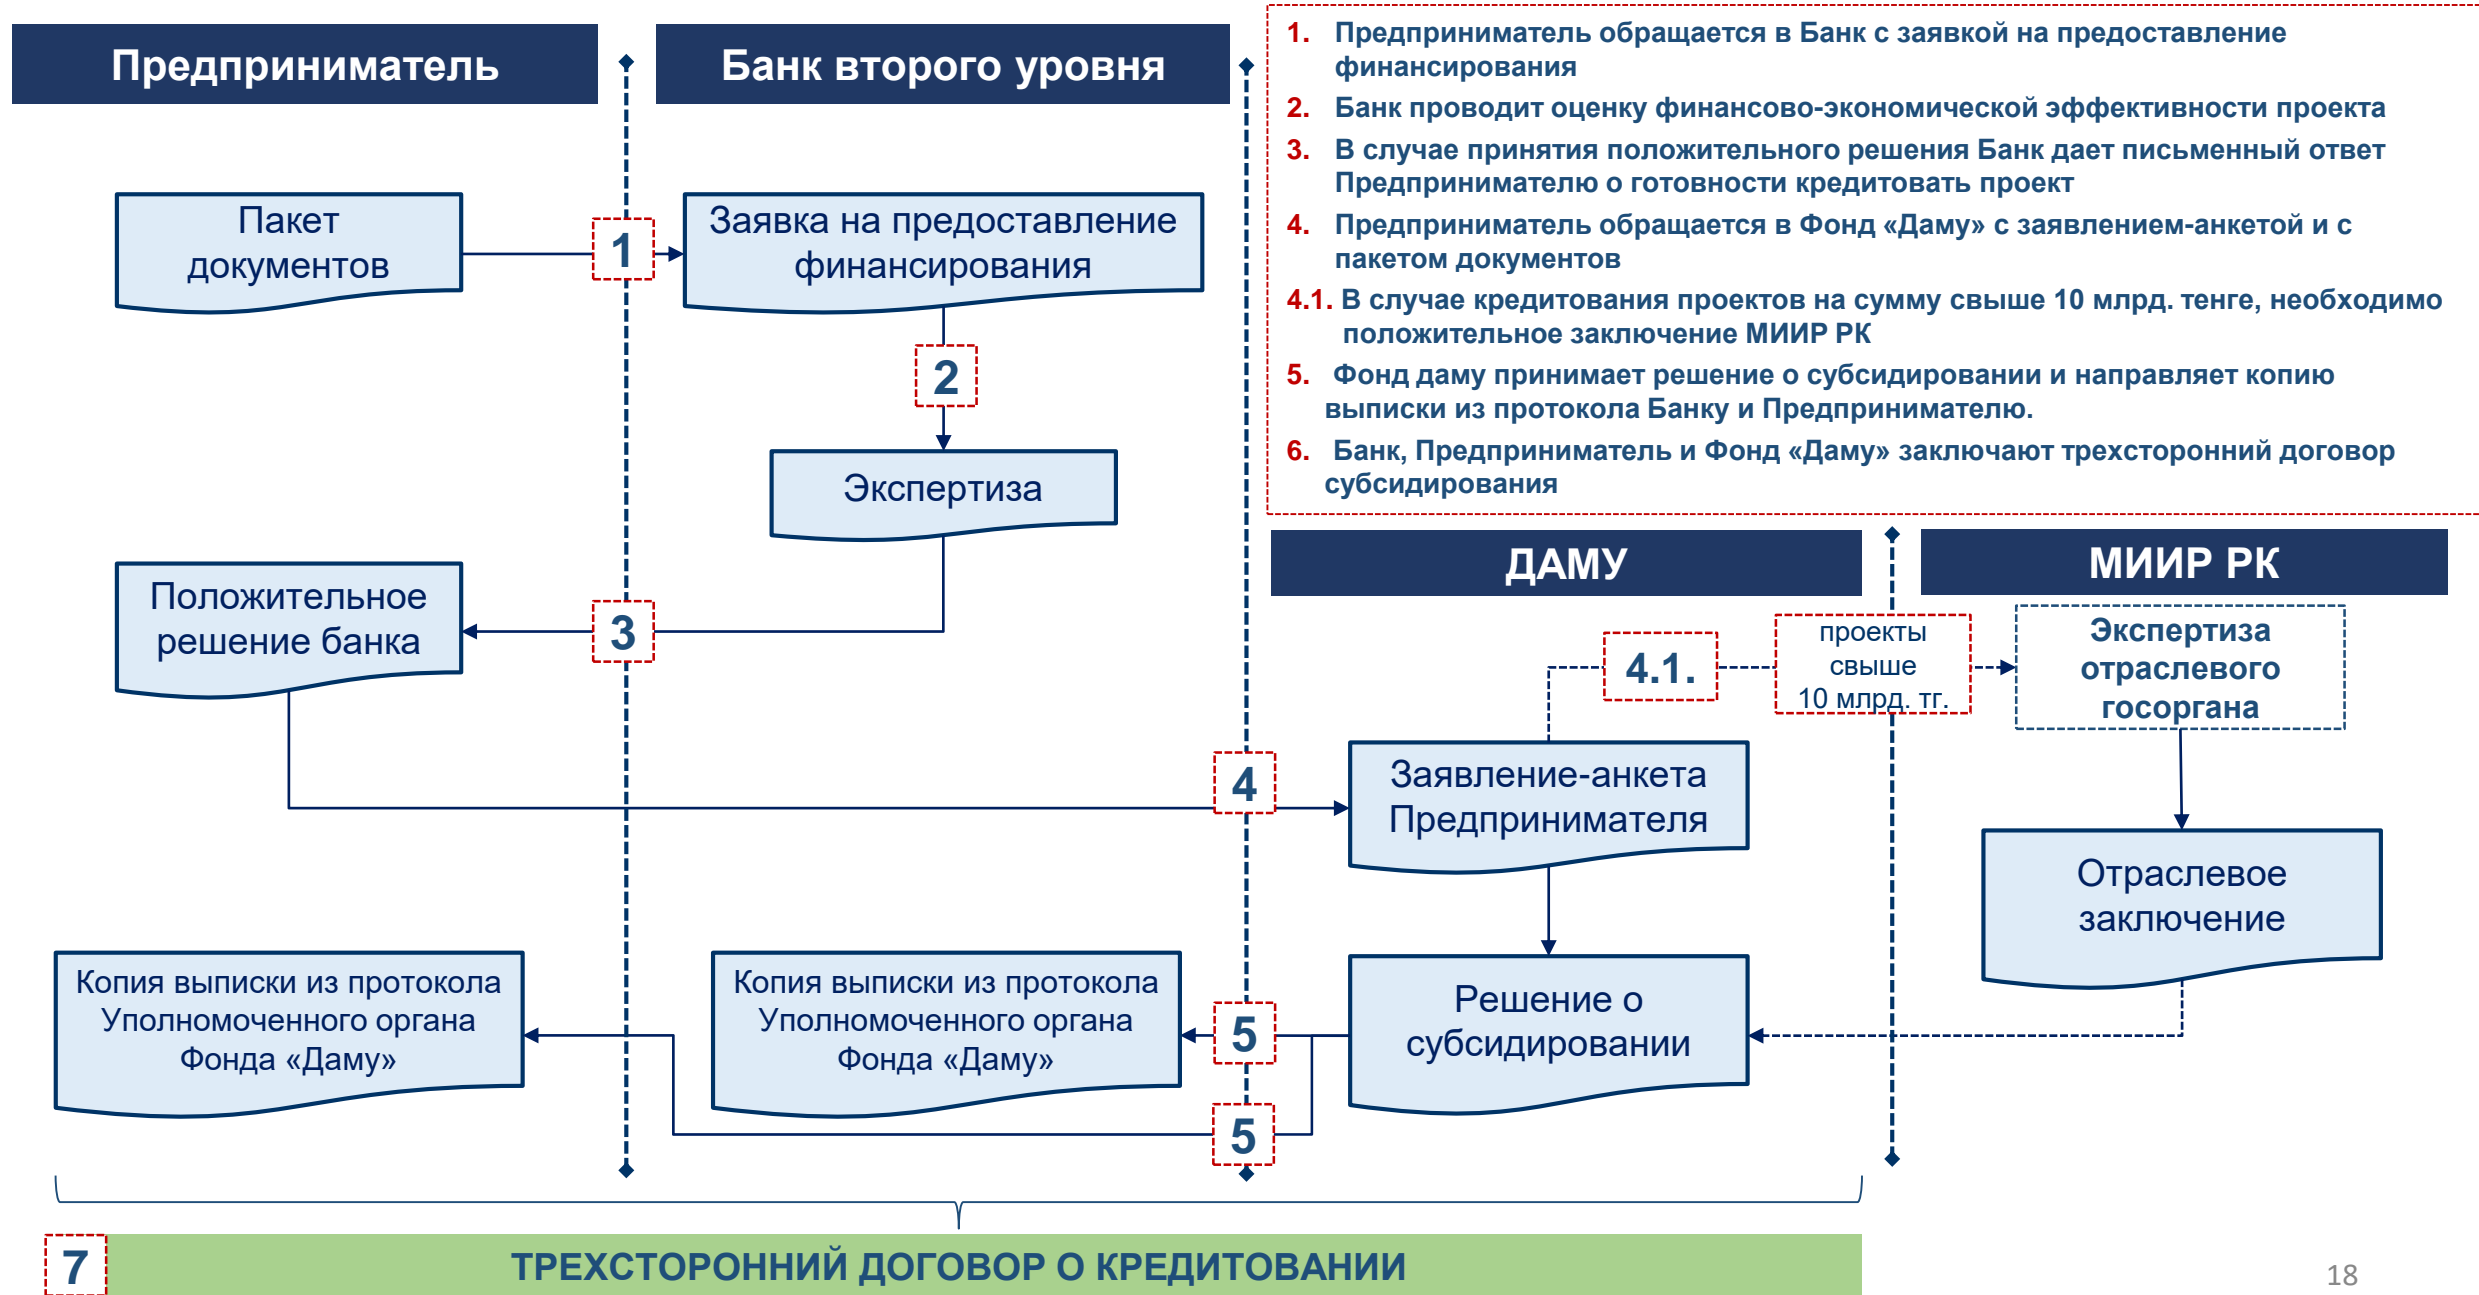 Предприниматель
Банк второго уровня
1. Предприниматель обращается в Банк с заявкой на предоставление
финансирования
2. Банк проводит оценку финансово-экономической эффективности проекта
3. В случае принятия положительного решения Банк дает письменный ответ
Предпринимателю о готовности кредитовать проект
4. Предприниматель обращается в Фонд «Даму» с заявлением-анкетой и с
пакетом документов
4.1. В случае кредитования проектов на сумму свыше 10 млрд. тенге, необходимо
положительное заключение МИИР РК
5. Фонд даму принимает решение о субсидировании и направляет копию
выписки из протокола Банку и Предпринимателю.
6. Банк, Предприниматель и Фонд «Даму» заключают трехсторонний договор
субсидирования
Пакет
документов
1
Заявка на предоставление
финансирования
2
Экспертиза
Положительное
решение банка
3
ДАМУ
МИИР РК
4.1.
проекты
свыше
10 млрд. тг.
Экспертиза
отраслевого
госоргана
4
Заявление-анкета
Предпринимателя
Отраслевое
заключение
Копия выписки из протокола
Уполномоченного органа
Фонда «Даму»
Копия выписки из протокола
Уполномоченного органа
Фонда «Даму»
5
Решение о
субсидировании
5
7
ТРЕХСТОРОННИЙ ДОГОВОР О КРЕДИТОВАНИИ
18